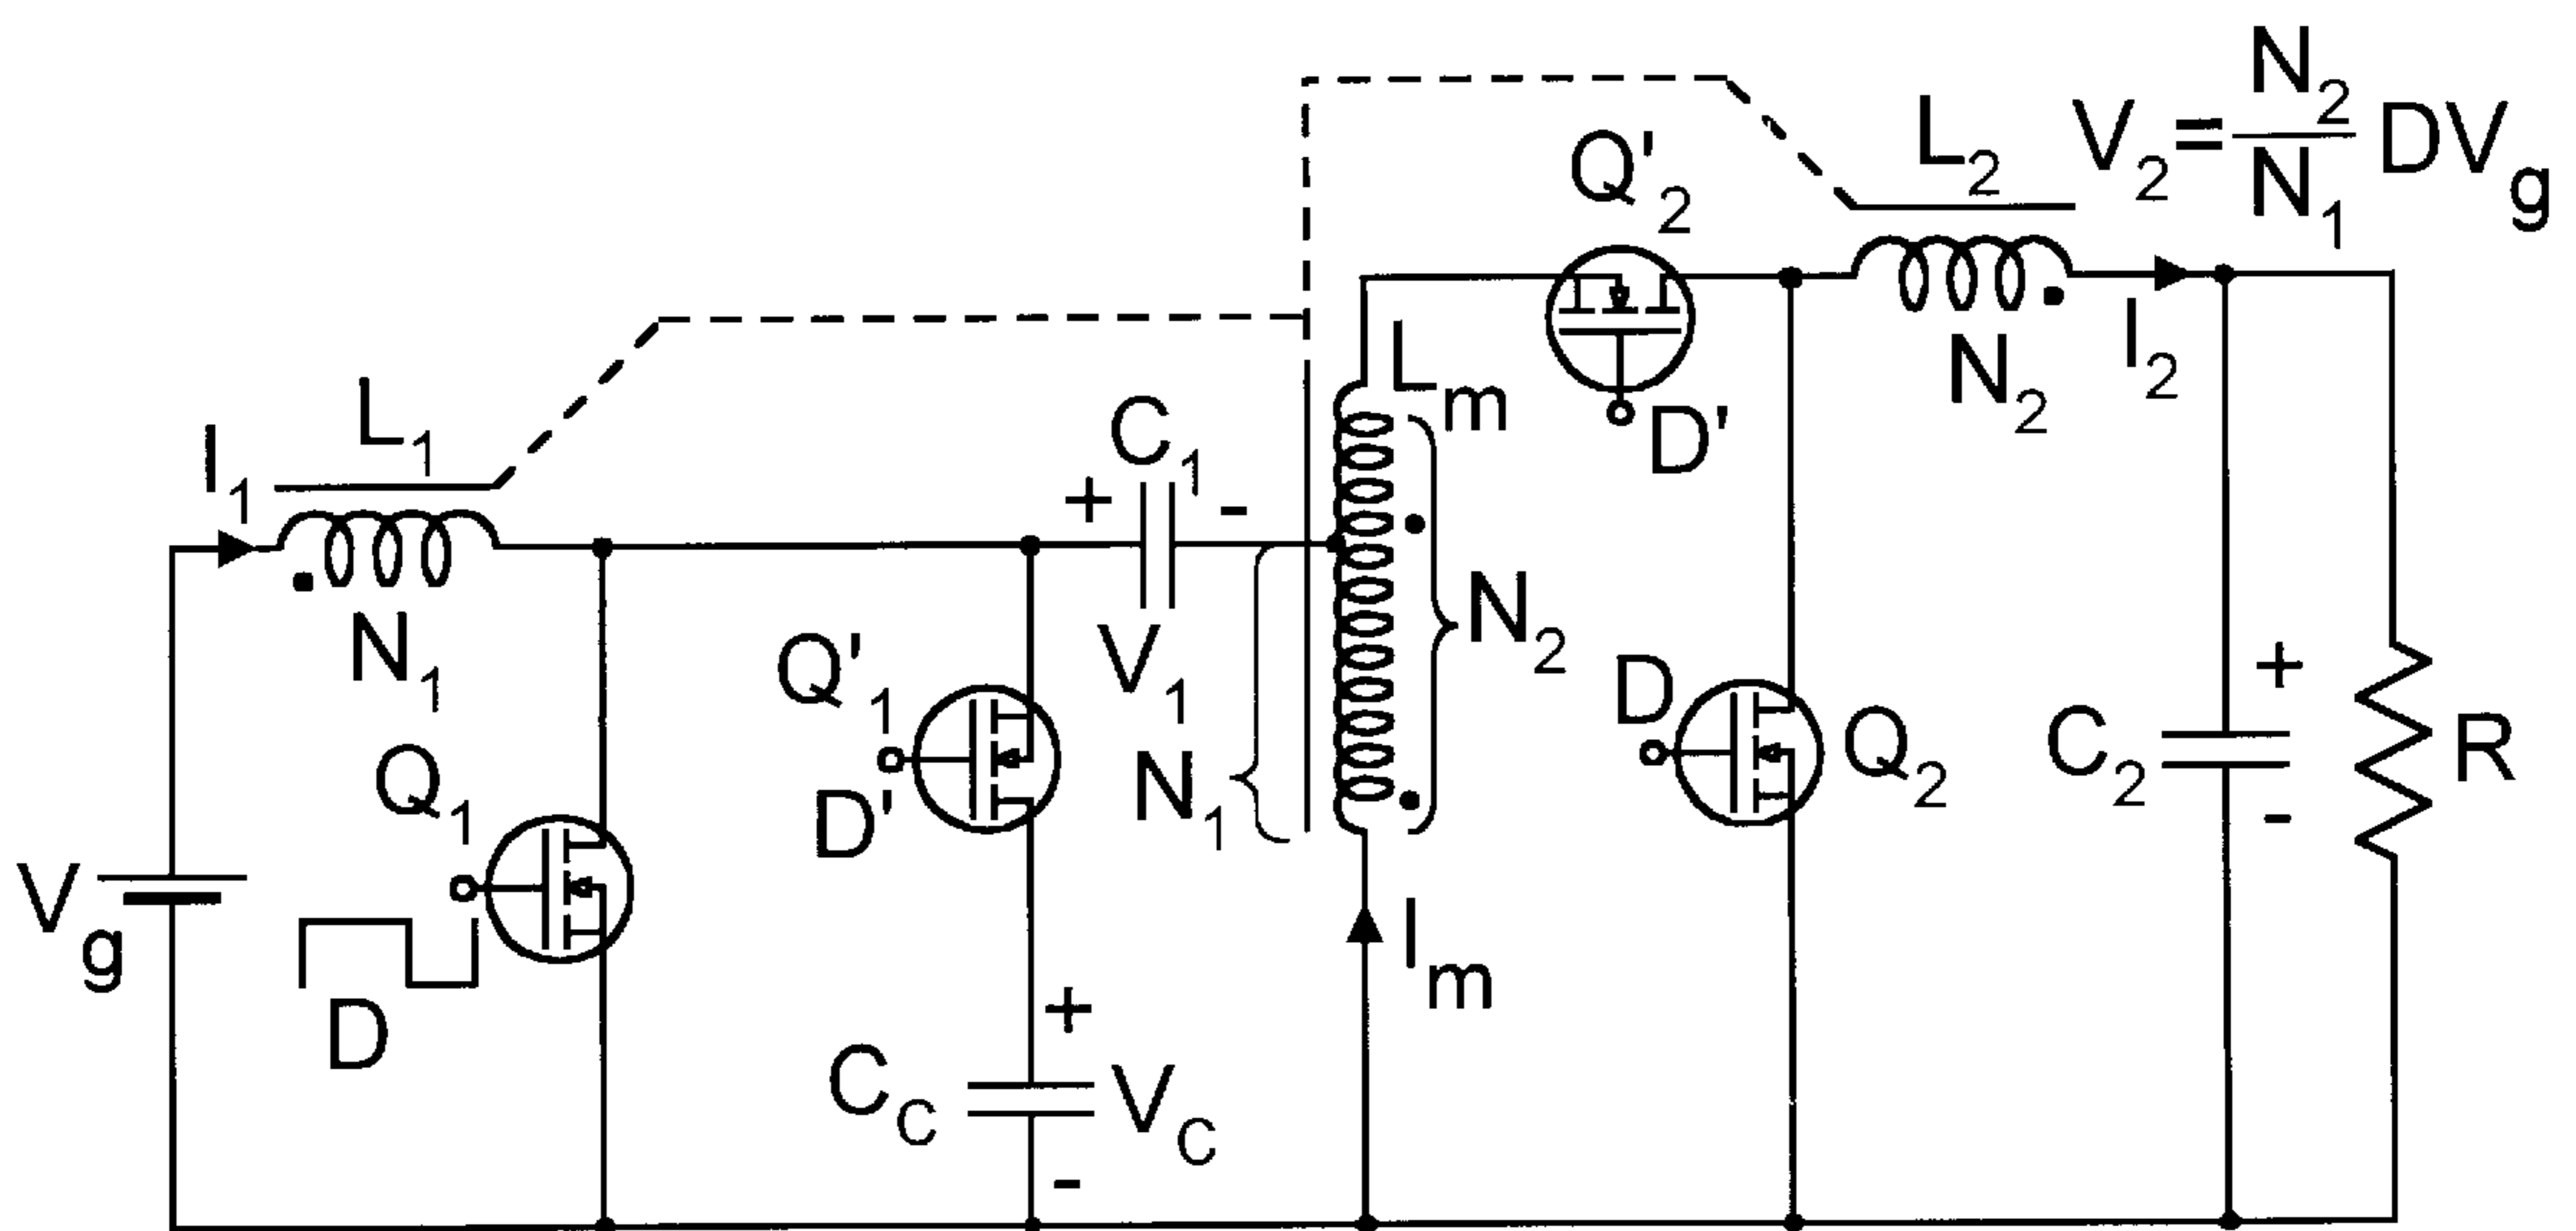 V₂ = N₂/N₁ DVg
L₂
Q'₂
D'
N₂
I₂
Lm
L₁
I₁
C₁
+ -
N₁
V₁
N₂
Q'₁
D'
N₁
D
Q₂
C₂
+
-
R
Q₁
Vg
D
Im
+
CC
VC
-